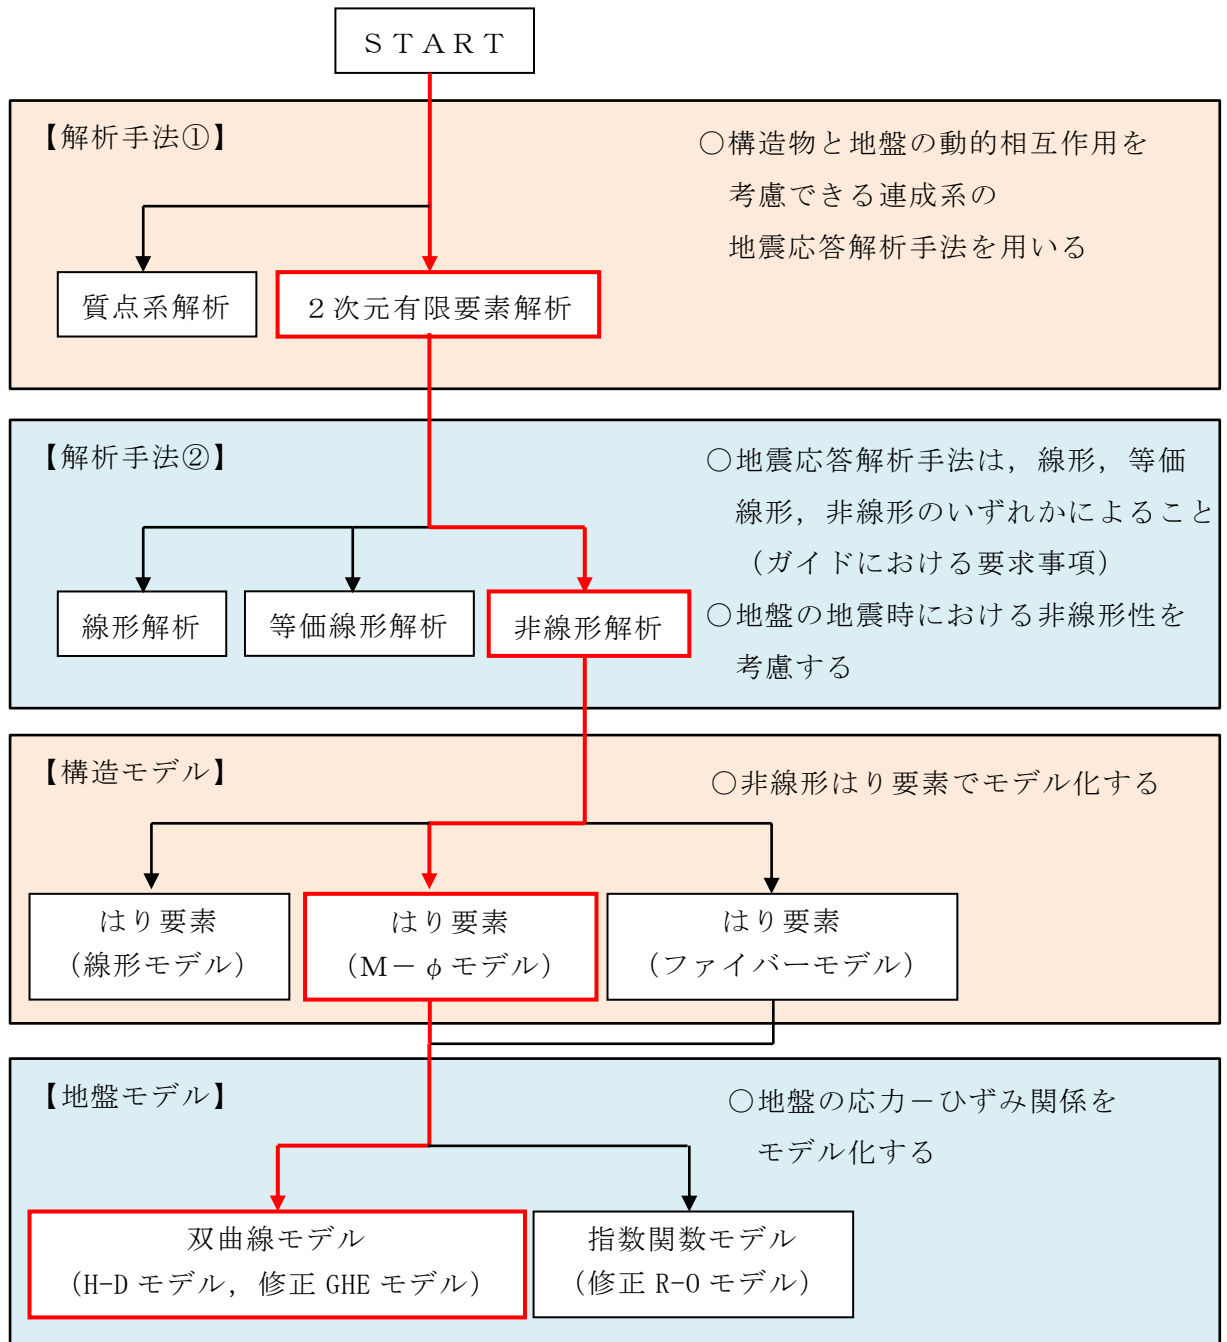 ＳＴＡＲＴ
【解析手法①】
○構造物と地盤の動的相互作用を
考慮できる連成系の
地震応答解析手法を用いる
質点系解析
２次元有限要素解析
【解析手法②】
○地震応答解析手法は，線形，等価
線形，非線形のいずれかによること
（ガイドにおける要求事項）
○地盤の地震時における非線形性を
考慮する
線形解析
等価線形解析
非線形解析
【構造モデル】
○非線形はり要素でモデル化する
はり要素
（線形モデル）
はり要素
（Ｍ－φモデル）
はり要素
（ファイバーモデル）
【地盤モデル】
○地盤の応力－ひずみ関係を
モデル化する
双曲線モデル
（H-D モデル，修正 GHE モデル）
指数関数モデル
（修正 R-O モデル）